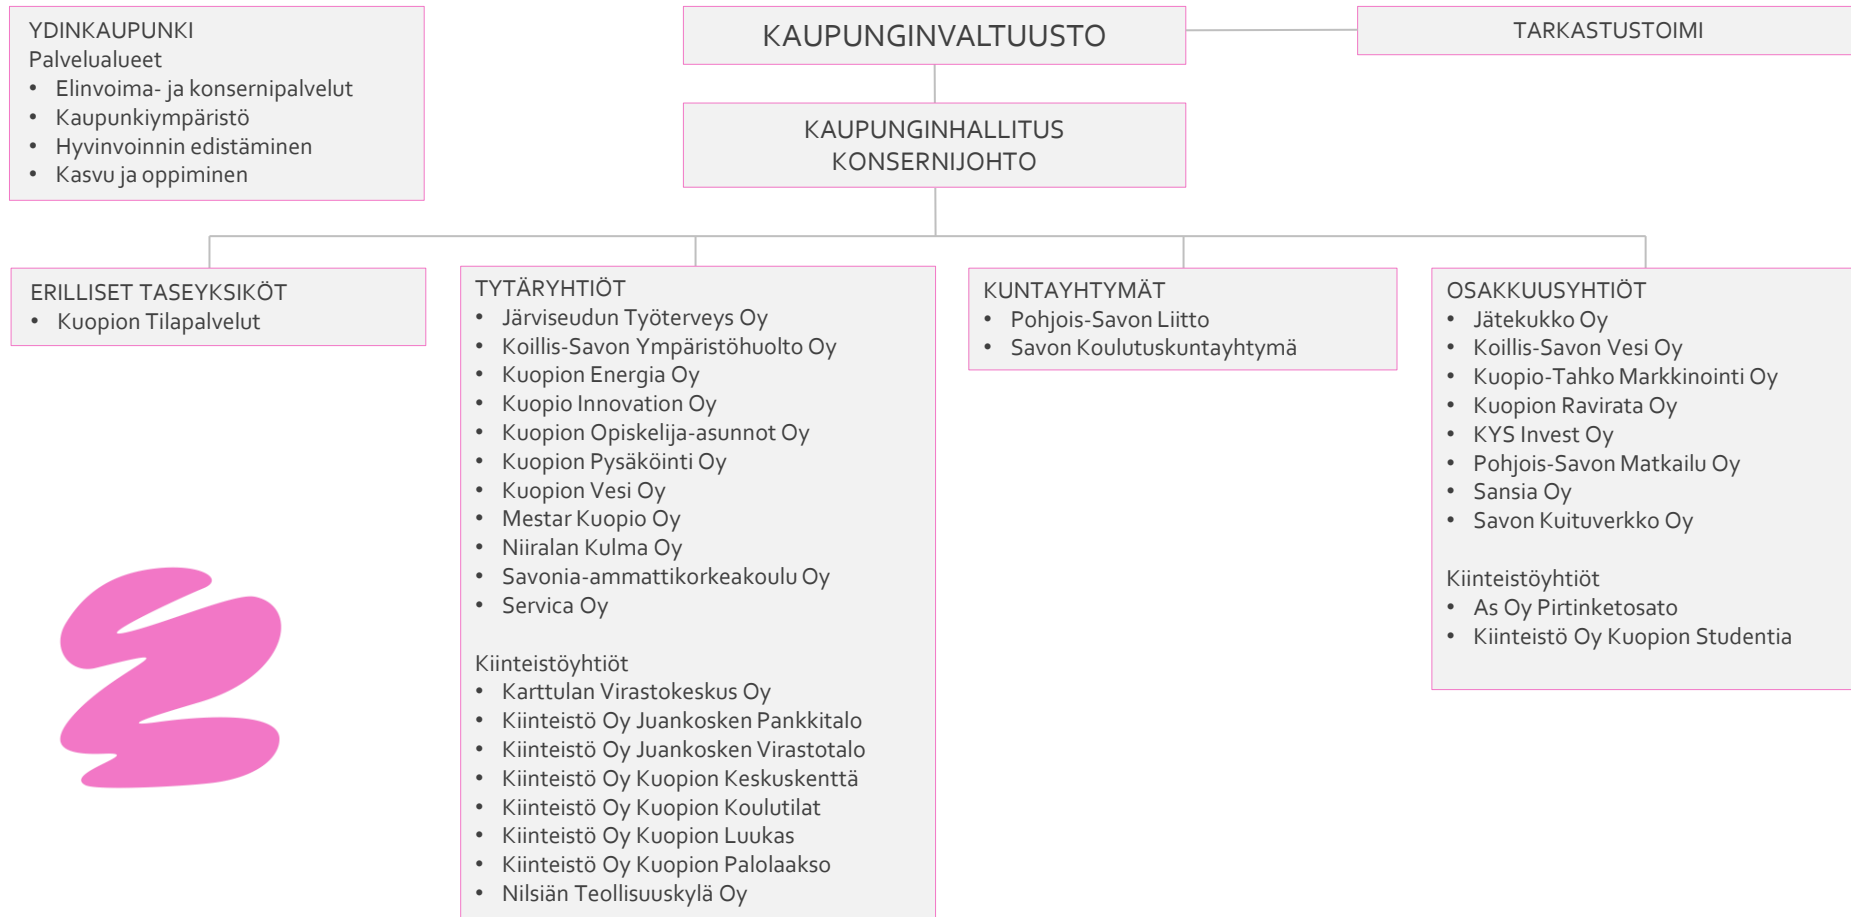 YDINKAUPUNKI
Palvelualueet
• Elinvoima- ja konsernipalvelut
• Kaupunkiympäristö
• Hyvinvoinnin edistäminen
• Kasvu ja oppiminen
KAUPUNGINVALTUUSTO
TARKASTUSTOIMI
KAUPUNGINHALLITUS
KONSERNIJOHTO
ERILLISET TASEYKSIKÖT
• Kuopion Tilapalvelut
TYTÄRYHTIÖT
• Järviseudun Työterveys Oy
• Koillis-Savon Ympäristöhuolto Oy
• Kuopion Energia Oy
• Kuopio Innovation Oy
• Kuopion Opiskelija-asunnot Oy
• Kuopion Pysäköinti Oy
• Kuopion Vesi Oy
• Mestar Kuopio Oy
• Niiralan Kulma Oy
• Savonia-ammattikorkeakoulu Oy
• Servica Oy
Kiinteistöyhtiöt
• Karttulan Virastokeskus Oy
• Kiinteistö Oy Juankosken Pankkitalo
• Kiinteistö Oy Juankosken Virastotalo
• Kiinteistö Oy Kuopion Keskuskenttä
• Kiinteistö Oy Kuopion Koulutilat
• Kiinteistö Oy Kuopion Luukas
• Kiinteistö Oy Kuopion Palolaakso
• Nilsiän Teollisuuskylä Oy
KUNTAYHTYMÄT
• Pohjois-Savon Liitto
• Savon Koulutuskuntayhtymä
OSAKKUUSYHTIÖT
• Jätekukko Oy
• Koillis-Savon Vesi Oy
• Kuopio-Tahko Markkinointi Oy
• Kuopion Ravirata Oy
• KYS Invest Oy
• Pohjois-Savon Matkailu Oy
• Sansia Oy
• Savon Kuituverkko Oy
Kiinteistöyhtiöt
• As Oy Pirtinketosato
• Kiinteistö Oy Kuopion Studentia